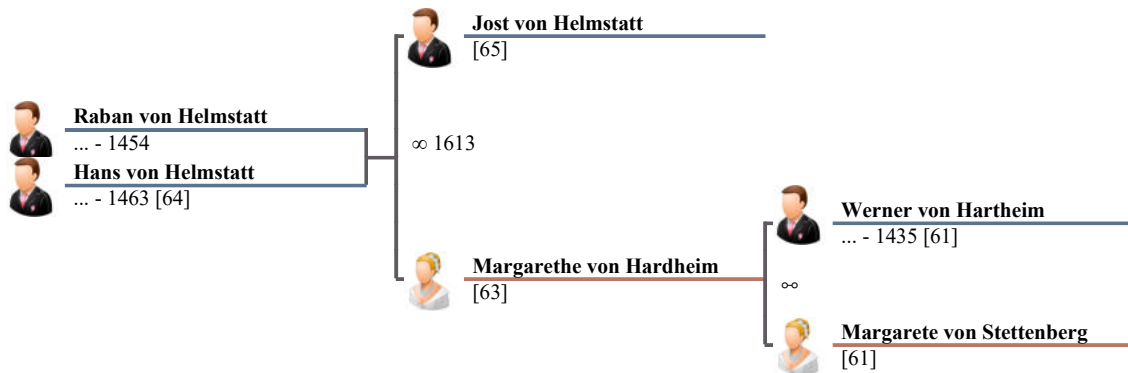 Jost von Helmstatt
[65]
Raban von Helmstatt
... - 1454
∞ 1613
Hans von Helmstatt
... - 1463 [64]
Werner von Hartheim
... - 1435 [61]
Margarethe von Hardheim
[63]
⚯
Margarete von Stettenberg
[61]